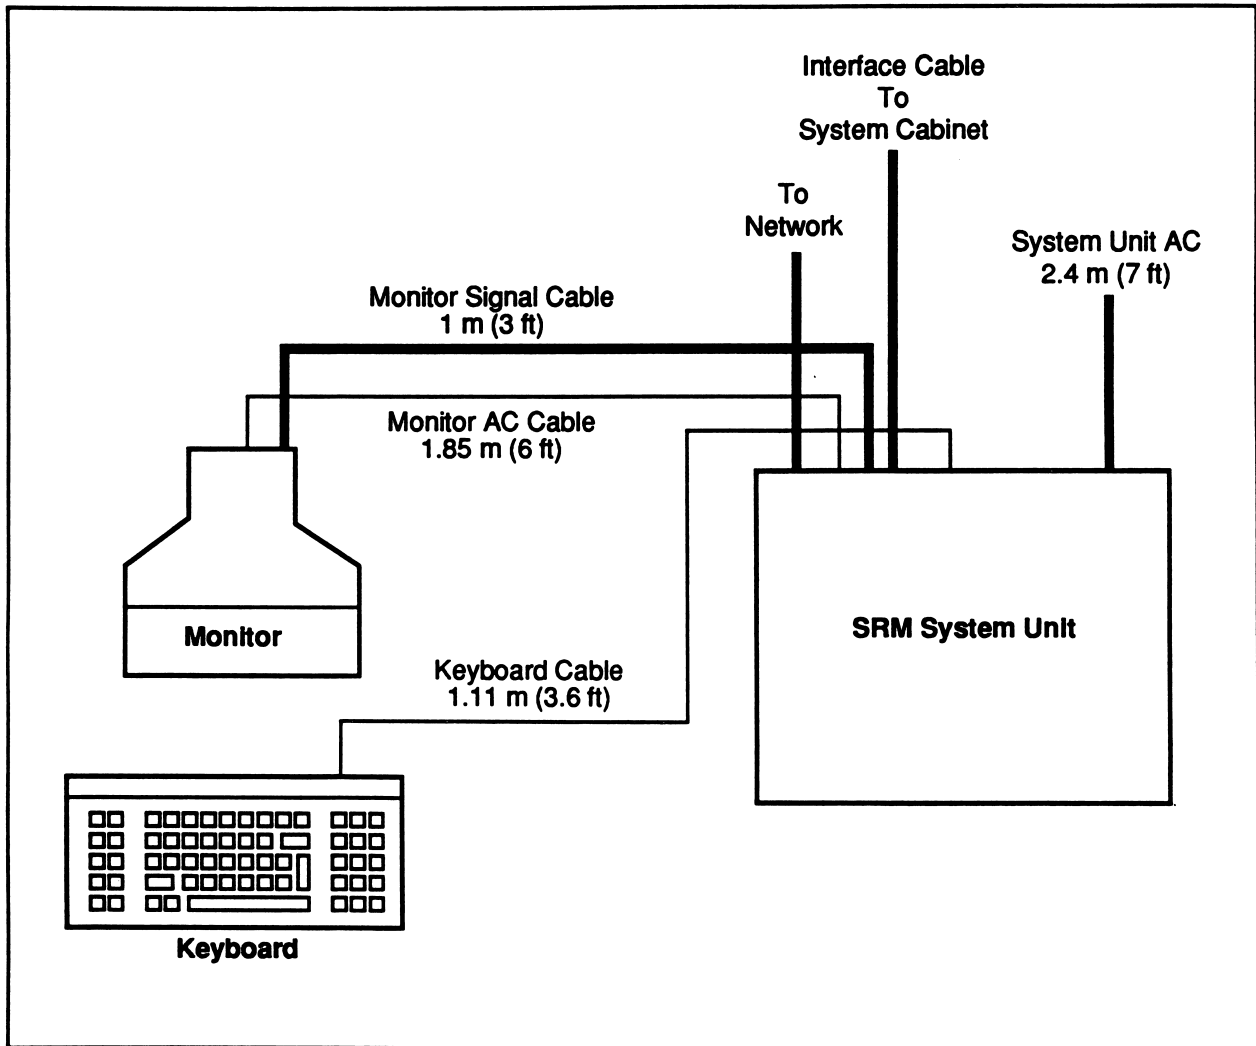 Interface Cable
To
System Cabinet
To
Network
System Unit AC
2.4 m (7 ft)
Monitor Signal Cable
1 m (3 ft)
Monitor AC Cable
1.85 m (6 ft)
Monitor
SRM System Unit
Keyboard Cable
1.11 m (3.6 ft)
Keyboard